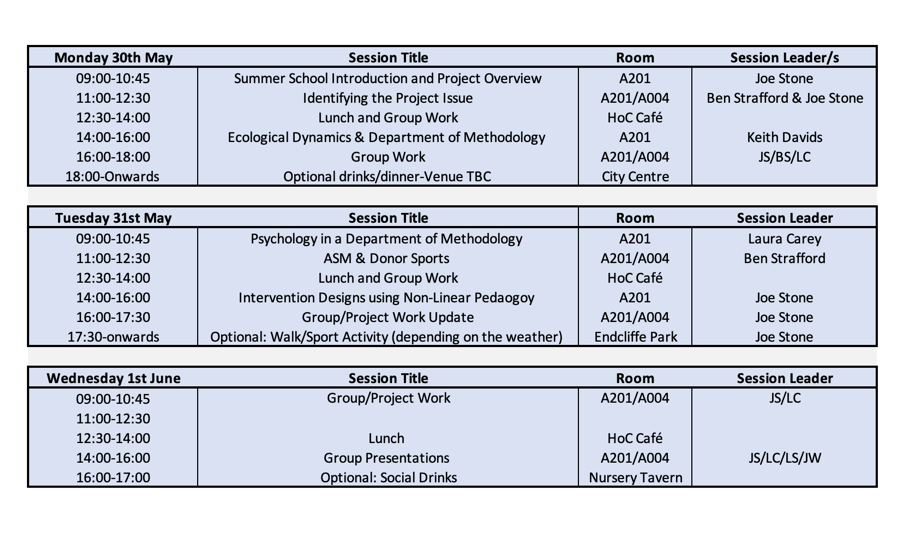 Monday 30th May Session Title Room Session Leader/s
09:00-10:45 Summer School Introduction and Project Overview A201 Joe Stone
11:00-12:30 Identifying the Project Issue A201/A004 Ben Strafford & Joe Stone
12:30-14:00 Lunch and Group Work HoC Café
14:00-16:00 Ecological Dynamics & Department of Methodology A201 Keith Davids
16:00-18:00 Group Work A201/A004 JS/BS/LC
18:00-Onwards Optional drinks/dinner-Venue TBC City Centre
Tuesday 31st May Session Title Room Session Leader
09:00-10:45 Psychology in a Department of Methodology A201 Laura Carey
11:00-12:30 ASM & Donor Sports A201/A004 Ben Strafford
12:30-14:00 Lunch and Group Work HoC Café
14:00-16:00 Intervention Designs using Non-Linear Pedaogoy A201 Joe Stone
16:00-17:30 Group/Project Work Update A201/A004 Joe Stone
17:30-onwards Optional: Walk/Sport Activity (depending on the weather) Endcliffe Park Joe Stone
Wednesday 1st June Session Title Room Session Leader
09:00-10:45 Group/Project Work A201/A004 JS/LC
11:00-12:30
12:30-14:00 Lunch HoC Café
14:00-16:00 Group Presentations A201/A004 JS/LC/LS/JW
16:00-17:00 Optional: Social Drinks Nursery Tavern